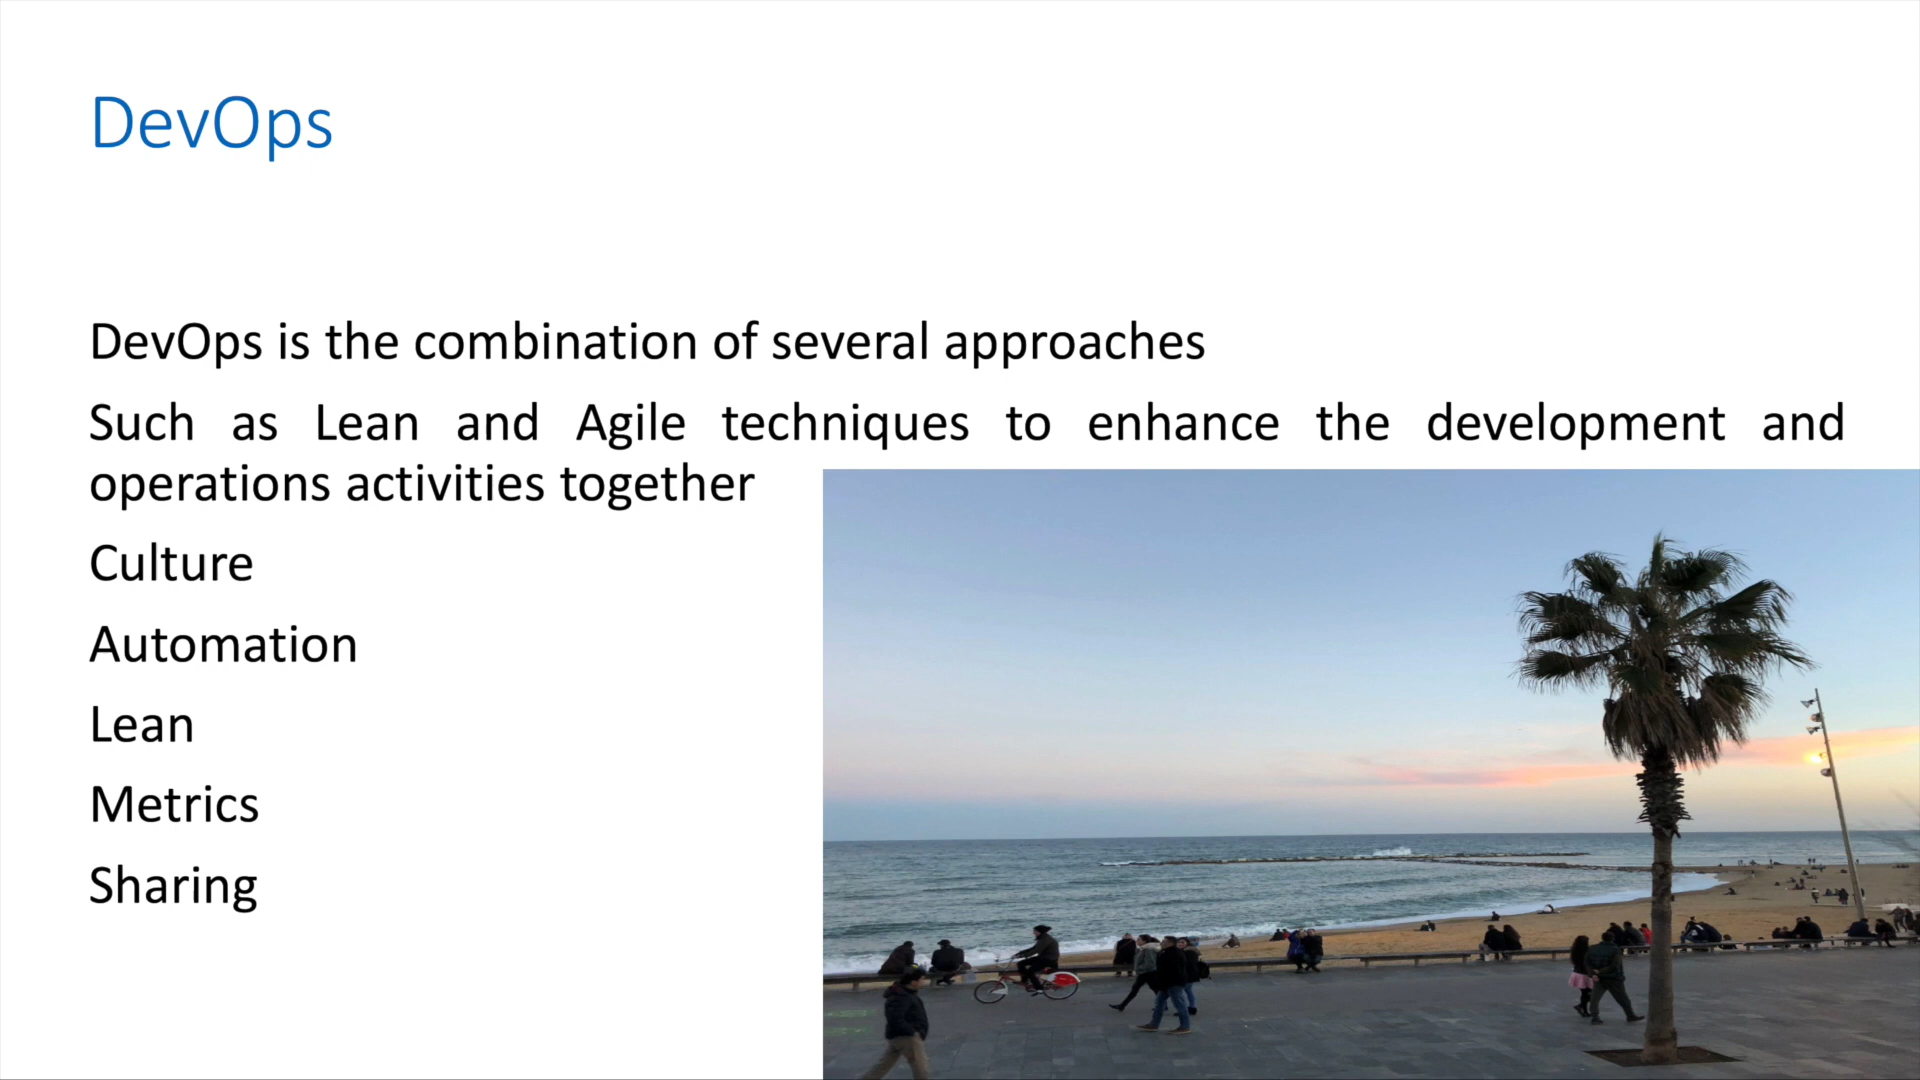 DevOps
DevOps is the combination of several approaches
Such as Lean and Agile techniques to enhance the development and
operations activities together
Culture
Automation
Lean
Metrics
Sharing